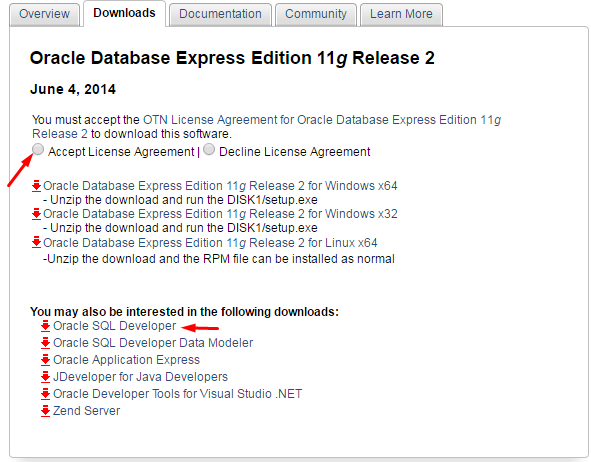 Overview Downloads Documentation Community Learn More
Oracle Database Express Edition 11g Release 2
June 4, 2014
You must accept the OTN License Agreement for Oracle Database Express Edition 11g
Release 2 to download this software.
Accept License Agreement | Decline License Agreement
Oracle Database Express Edition 11g Release 2 for Windows x64
- Unzip the download and run the DISK1/setup.exe
Oracle Database Express Edition 11g Release 2 for Windows x32
- Unzip the download and run the DISK1/setup.exe
Oracle Database Express Edition 11g Release 2 for Linux x64
-Unzip the download and the RPM file can be installed as normal
You may also be interested in the following downloads:
Oracle SQL Developer
Oracle SQL Developer Data Modeler
Oracle Application Express
JDeveloper for Java Developers
Oracle Developer Tools for Visual Studio .NET
Zend Server